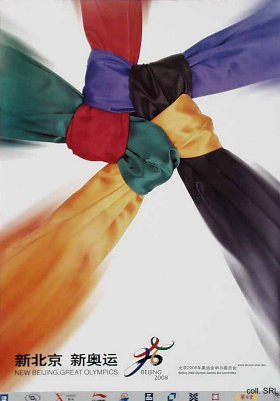 新北京 新奥运
NEW BEIJING, GREAT OLYMPICS
BEIJING
2008
北京2008年奥运会申办委员会
Beijing 2008 Olympic Games Bid Committee
coll. SRL